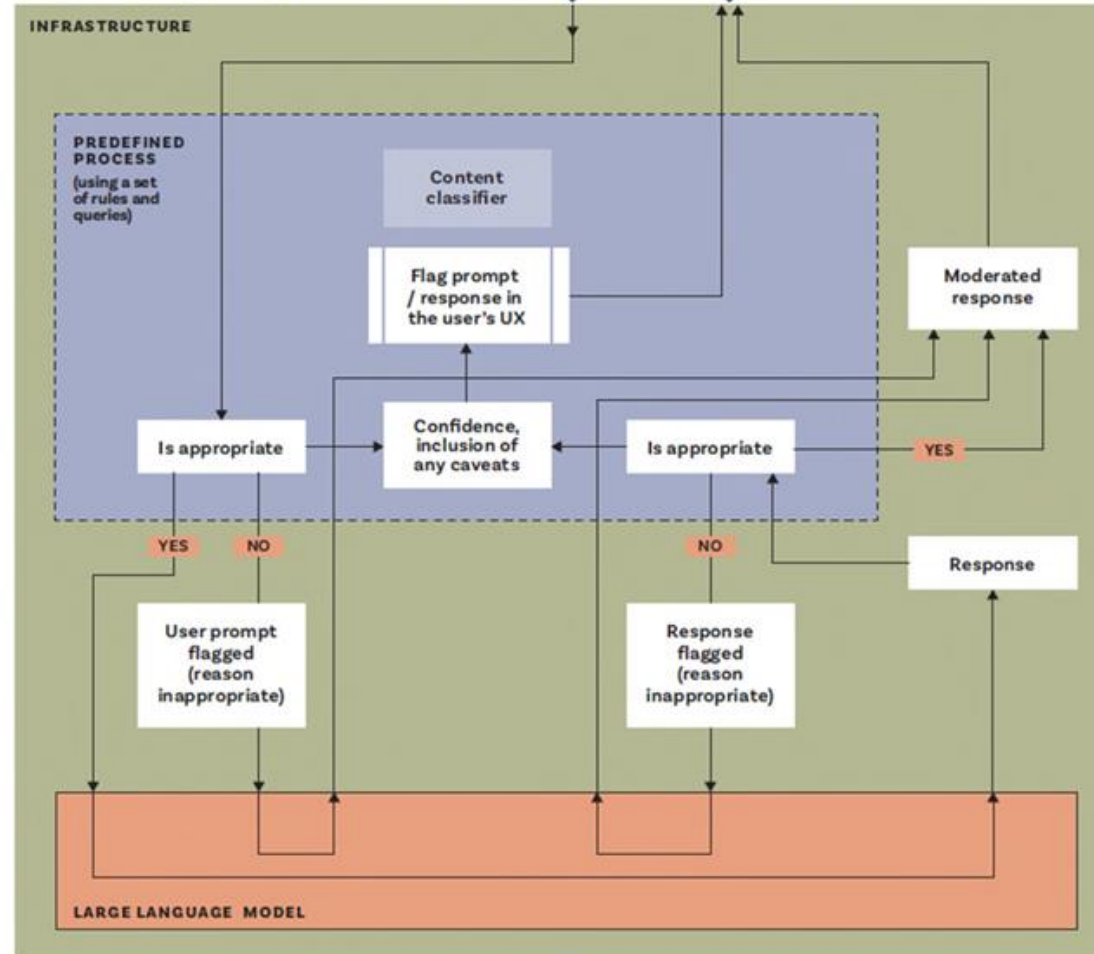 INFRASTRUCTURE
PREDEFINED
PROCESS
(using a set
of rules and
queries)
Content
classifier
Flag prompt
/ response in
the user's UX
Moderated
response
Is appropriate
Confidence,
inclusion of
any caveats
Is appropriate
YES
YES
NO
NO
Response
User prompt
flagged
(reason
inappropriate)
Response
flagged
(reason
inappropriate)
LARGE LANGUAGE MODEL